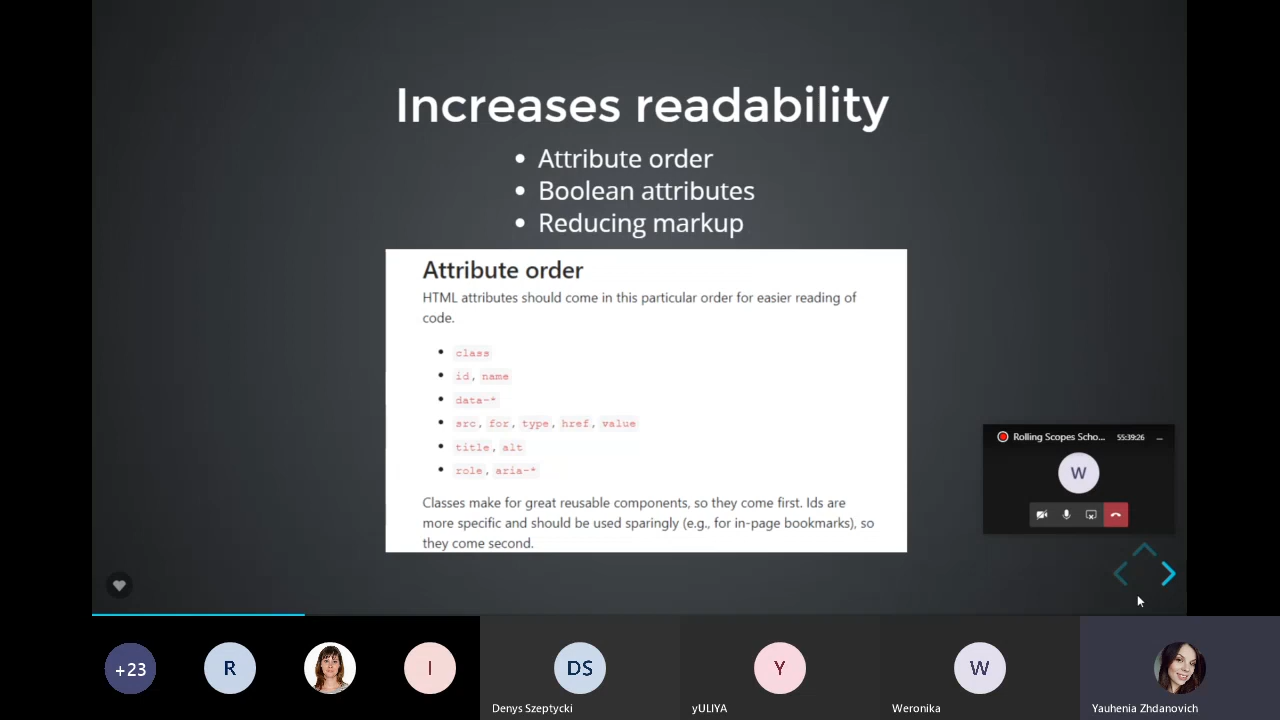 Increases readability
• Attribute order
• Boolean attributes
• Reducing markup
Attribute order
HTML attributes should come in this particular order for easier reading of
code.
• class
• id, name
• data-*
• src, for, type, href, value
• title, alt
• role, aria-*
Classes make for great reusable components, so they come first. Ids are
more specific and should be used sparingly (e.g., for in-page bookmarks), so
they come second.
Rolling Scopes Scho... 55:39:26
W
+23
R
I
DS
Denys Szeptycki
Y
yULIYA
W
Weronika
Yauhenia Zhdanovich